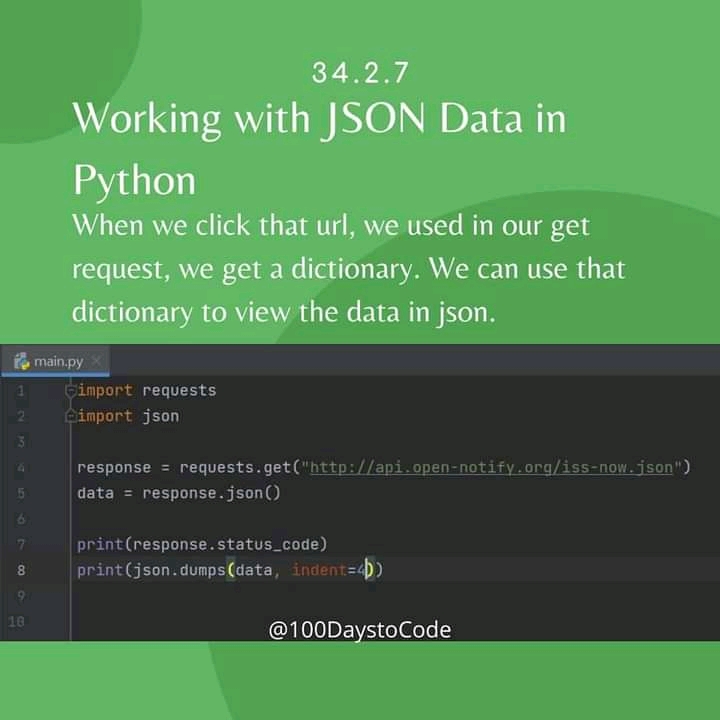 34.2.7
Working with JSON Data in
Python
When we click that url, we used in our get
request, we get a dictionary. We can use that
dictionary to view the data in json.
main.py
1 import requests
2 import json
3
4 response = requests.get("http://api.open-notify.org/iss-now.json")
5 data = response.json()
6
7 print(response.status_code)
8 print(json.dumps(data, indent=4))
9
10
@100DaystoCode